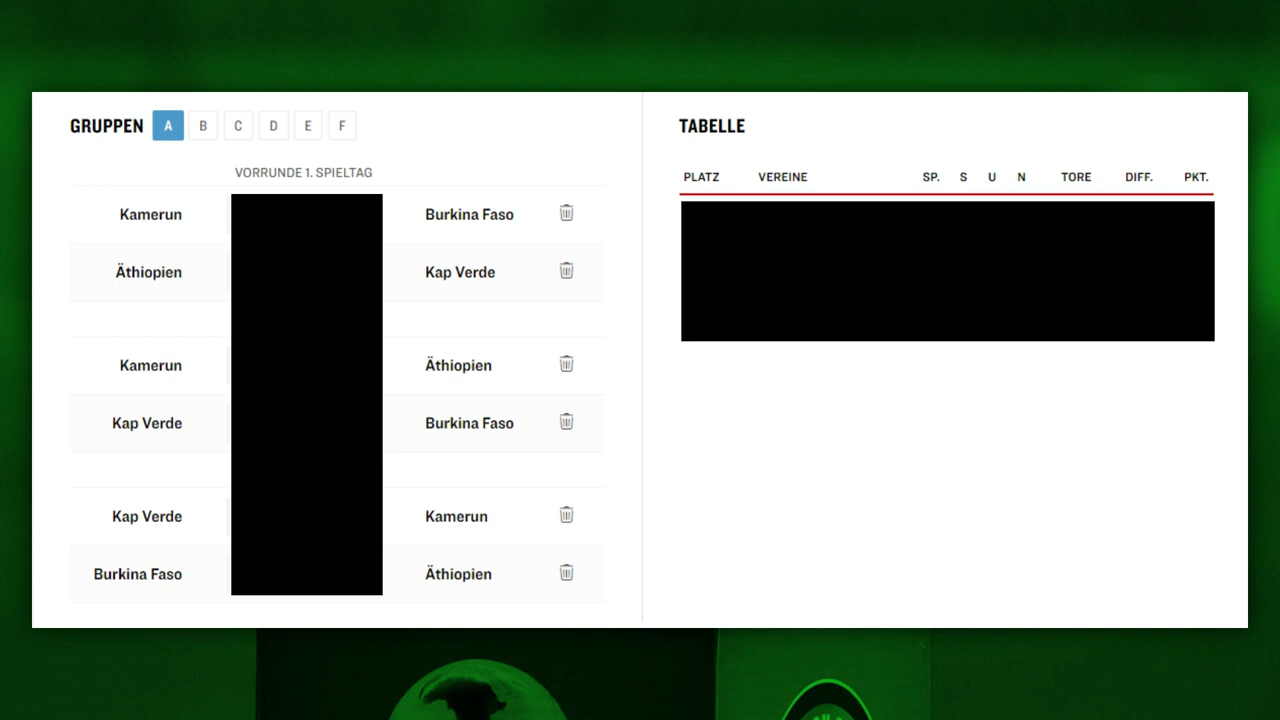 GRUPPEN A B C D E F
VORRUNDE 1. SPIELTAG
Kamerun Burkina Faso
Äthiopien Kap Verde
Kamerun Äthiopien
Kap Verde Burkina Faso
Kap Verde Kamerun
Burkina Faso Äthiopien
TABELLE
PLATZ VEREINE SP. S U N TORE DIFF. PKT.